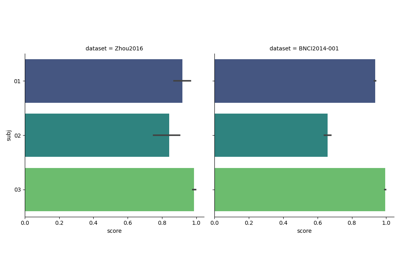 dataset = Zhou2016
dataset = BNCI2014-001
01
02
03
subj
0.0 0.2 0.4 0.6 0.8 1.0
0.0 0.2 0.4 0.6 0.8 1.0
score
score